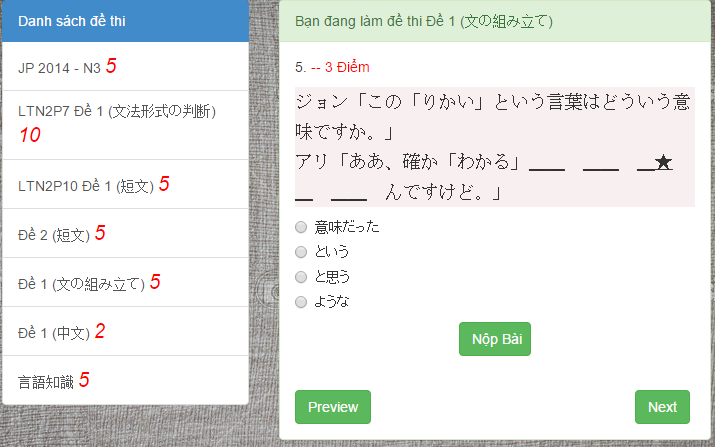 Danh sách đề thi
JP 2014 - N3 5
LTN2P7 Đề 1 (文法形式の判断)
10
LTN2P10 Đề 1 (短文) 5
Đề 2 (短文) 5
Đề 1 (文の組み立て) 5
Đề 1 (中文) 2
言語知識 5
Bạn đang làm đề thi Đề 1 (文の組み立て)
5. -- 3 Điểm
ジョン「この「りかい」という言葉はどういう意
味ですか。」
アリ「ああ、確か「わかる」____ ____ __★
__ ____ んですけど。」
意味だった
という
と思う
ような
Nộp Bài
Preview
Next